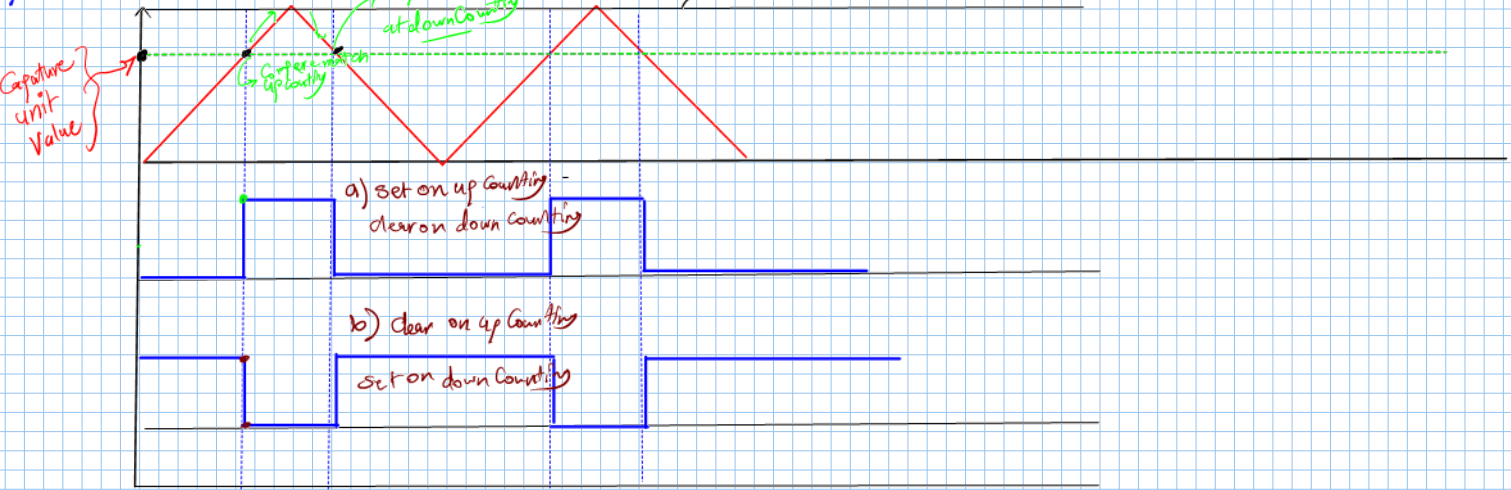 at down Counting
Capature
unit
Value
Compare match
up couting
a) set on up Counting -
clear on down Counting
b) clear on up Counting
set on down Counting